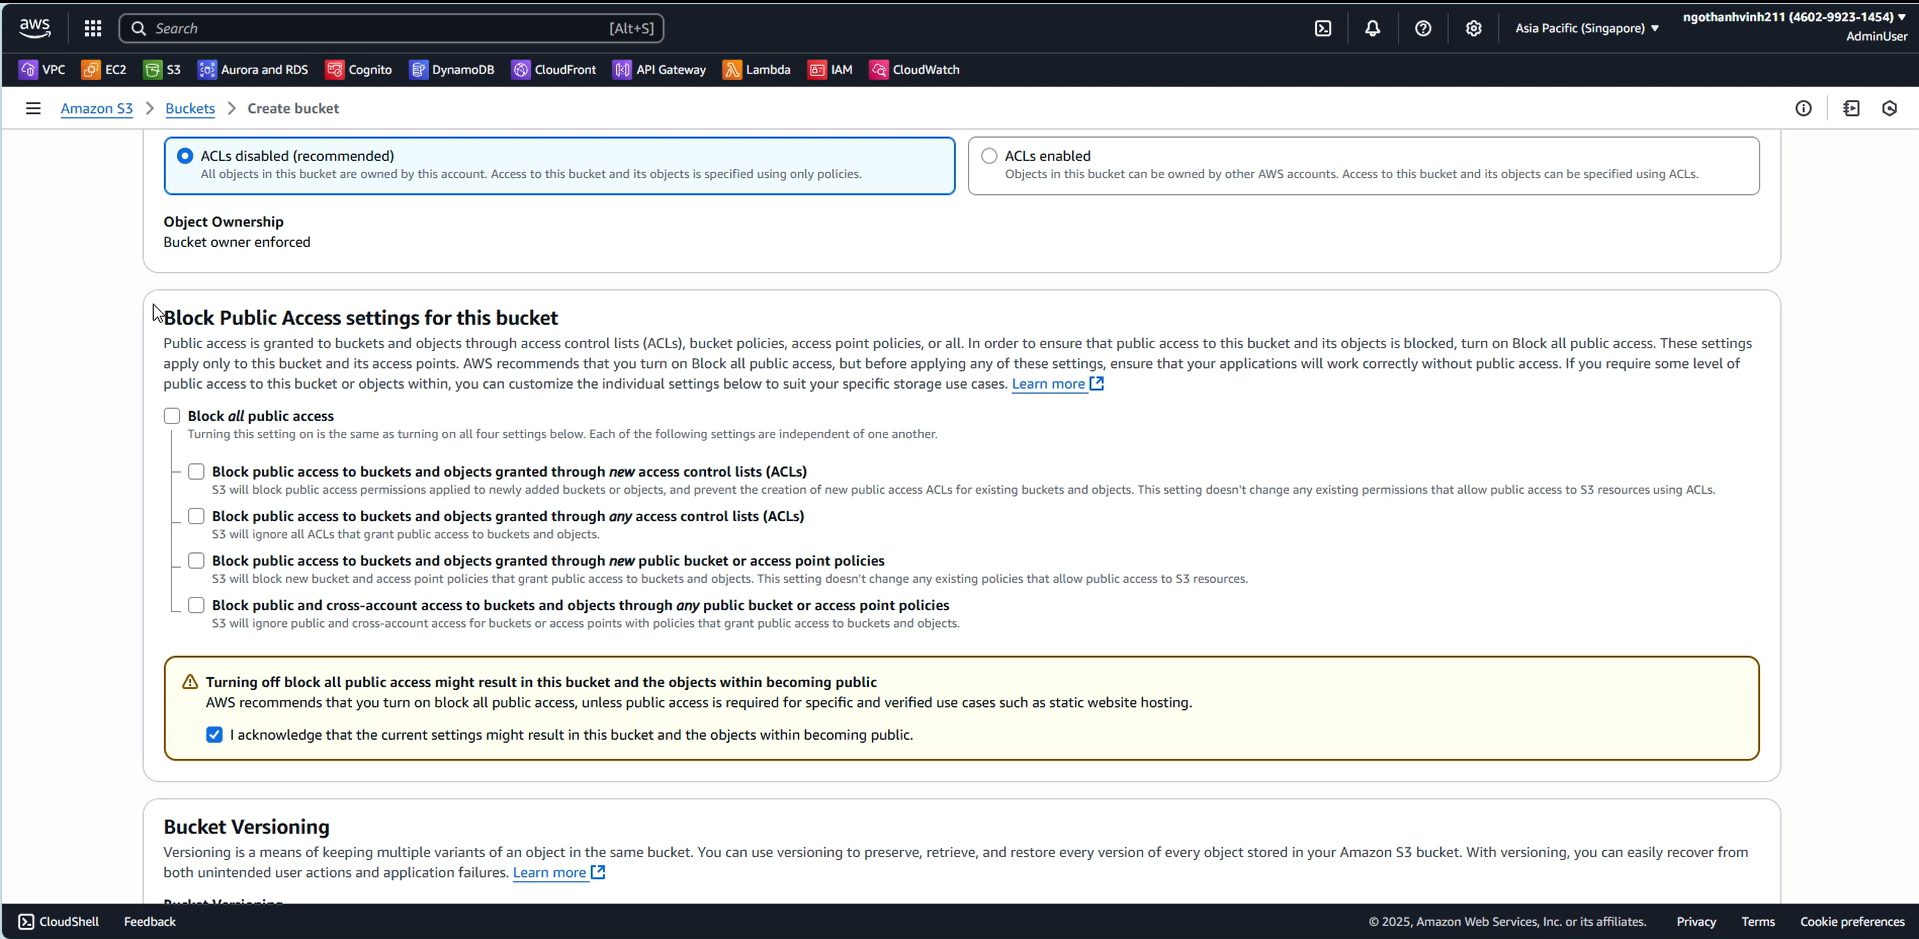 aws
Search [Alt+S]
Asia Pacific (Singapore) ▼
ngothanhvinh211 (4602-9923-1454) ▼
AdminUser
VPC EC2 S3 Aurora and RDS Cognito DynamoDB CloudFront API Gateway Lambda IAM CloudWatch
Amazon S3 > Buckets > Create bucket
ACLs disabled (recommended)
All objects in this bucket are owned by this account. Access to this bucket and its objects is specified using only policies.
ACLs enabled
Objects in this bucket can be owned by other AWS accounts. Access to this bucket and its objects can be specified using ACLs.
Object Ownership
Bucket owner enforced
Block Public Access settings for this bucket
Public access is granted to buckets and objects through access control lists (ACLs), bucket policies, access point policies, or all. In order to ensure that public access to this bucket and its objects is blocked, turn on Block all public access. These settings
apply only to this bucket and its access points. AWS recommends that you turn on Block all public access, but before applying any of these settings, ensure that your applications will work correctly without public access. If you require some level of
public access to this bucket or objects within, you can customize the individual settings below to suit your specific storage use cases. Learn more
Block all public access
Turning this setting on is the same as turning on all four settings below. Each of the following settings are independent of one another.
Block public access to buckets and objects granted through new access control lists (ACLs)
S3 will block public access permissions applied to newly added buckets or objects, and prevent the creation of new public access ACLs for existing buckets and objects. This setting doesn't change any existing permissions that allow public access to S3 resources using ACLs.
Block public access to buckets and objects granted through any access control lists (ACLs)
S3 will ignore all ACLs that grant public access to buckets and objects.
Block public access to buckets and objects granted through new public bucket or access point policies
S3 will block new bucket and access point policies that grant public access to buckets and objects. This setting doesn't change any existing policies that allow public access to S3 resources.
Block public and cross-account access to buckets and objects through any public bucket or access point policies
S3 will ignore public and cross-account access for buckets or access points with policies that grant public access to buckets and objects.
Turning off block all public access might result in this bucket and the objects within becoming public
AWS recommends that you turn on block all public access, unless public access is required for specific and verified use cases such as static website hosting.
I acknowledge that the current settings might result in this bucket and the objects within becoming public.
Bucket Versioning
Versioning is a means of keeping multiple variants of an object in the same bucket. You can use versioning to preserve, retrieve, and restore every version of every object stored in your Amazon S3 bucket. With versioning, you can easily recover from
both unintended user actions and application failures. Learn more
Bucket Versioning
CloudShell Feedback © 2025, Amazon Web Services, Inc. or its affiliates. Privacy Terms Cookie preferences